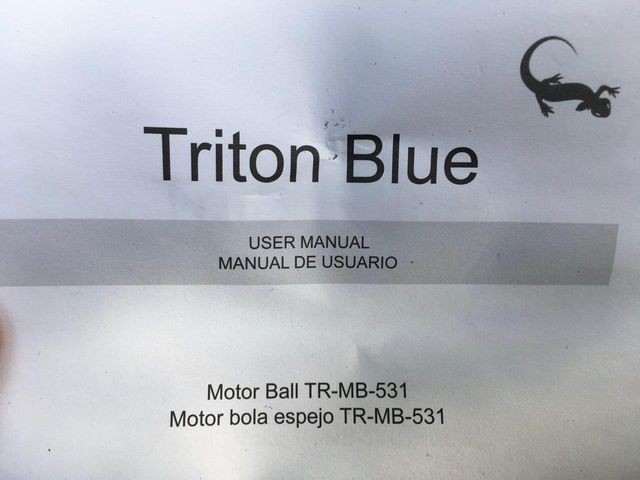 Triton Blue
USER MANUAL
MANUAL DE USUARIO
Motor Ball TR-MB-531
Motor bola espejo TR-MB-531